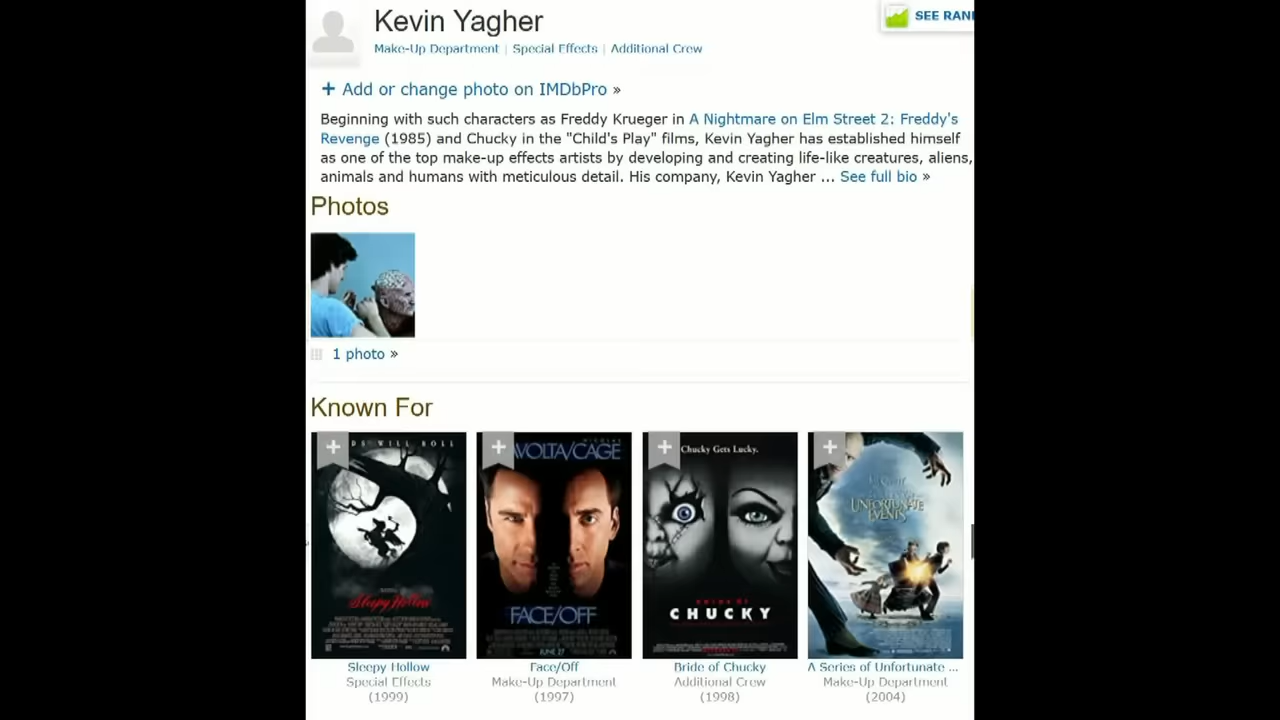 Kevin Yagher
SEE RAN
Make-Up Department | Special Effects | Additional Crew
+ Add or change photo on IMDbPro »
Beginning with such characters as Freddy Krueger in A Nightmare on Elm Street 2: Freddy's
Revenge (1985) and Chucky in the "Child's Play" films, Kevin Yagher has established himself
as one of the top make-up effects artists by developing and creating life-like creatures, aliens,
animals and humans with meticulous detail. His company, Kevin Yagher ... See full bio »
Photos
1 photo »
Known For
DS WILL ROLL
VOLTA/CAGE
Chucky Gets Lucky.
UNFORTUNATE
EVENTS
Sleepy Hollow
FACE/OFF
JUNE 27
BRIDE OF
CHUCKY
Sleepy Hollow
Special Effects
(1999)
Face/Off
Make-Up Department
(1997)
Bride of Chucky
Additional Crew
(1998)
A Series of Unfortunate ...
Make-Up Department
(2004)